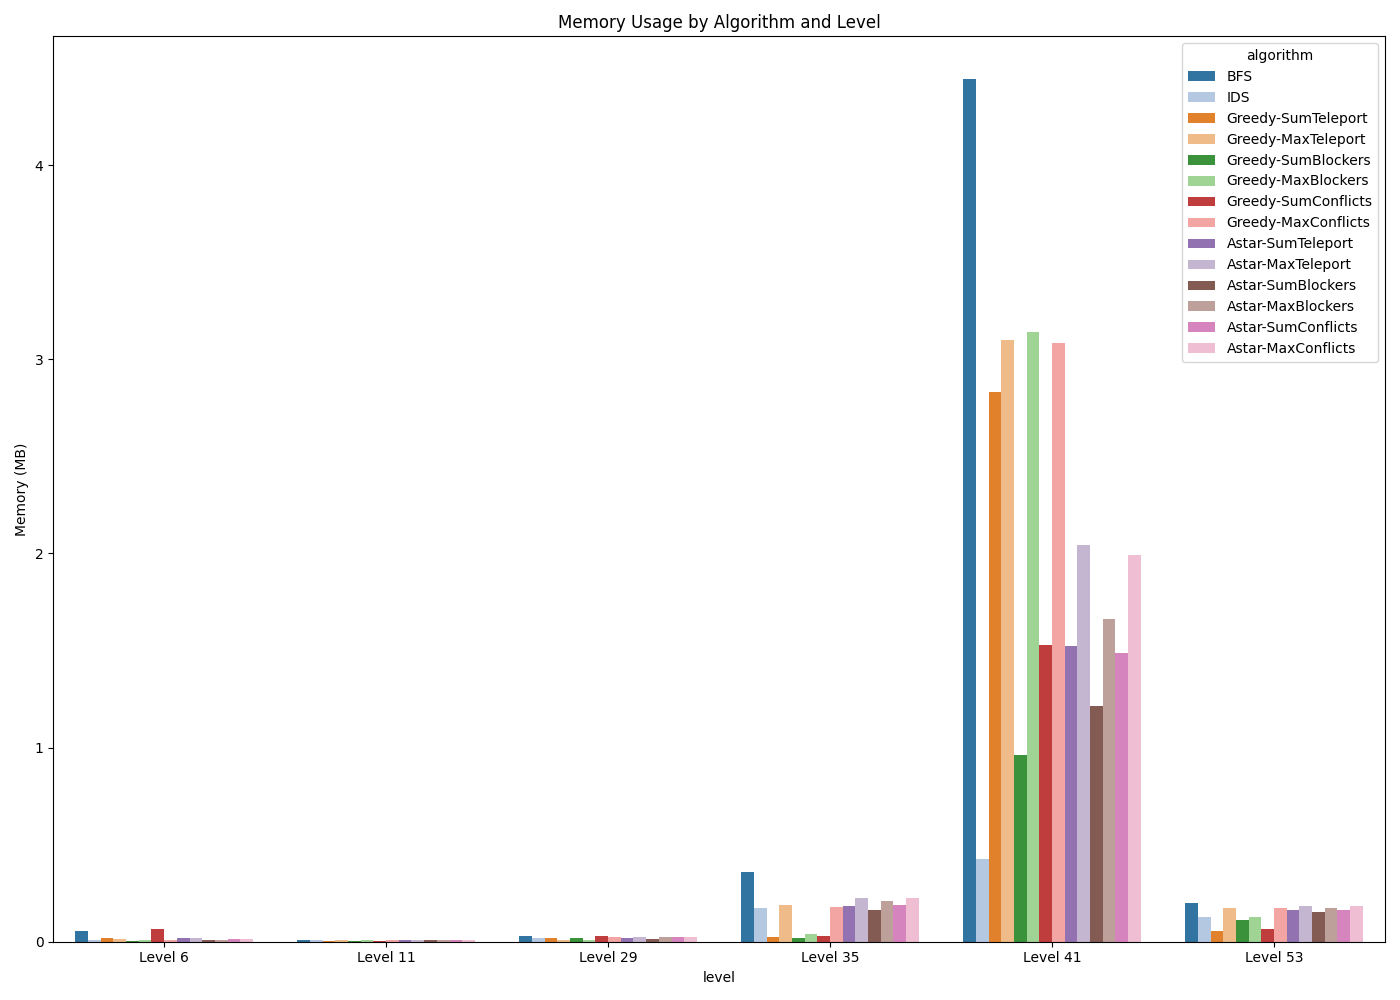 Memory Usage by Algorithm and Level
algorithm
BFS
IDS
Greedy-SumTeleport
Greedy-MaxTeleport
Greedy-SumBlockers
Greedy-MaxBlockers
Greedy-SumConflicts
Greedy-MaxConflicts
Astar-SumTeleport
Astar-MaxTeleport
Astar-SumBlockers
Astar-MaxBlockers
Astar-SumConflicts
Astar-MaxConflicts
Memory (MB)
4
3
2
1
0
Level 6
Level 11
Level 29
Level 35
Level 41
Level 53
level